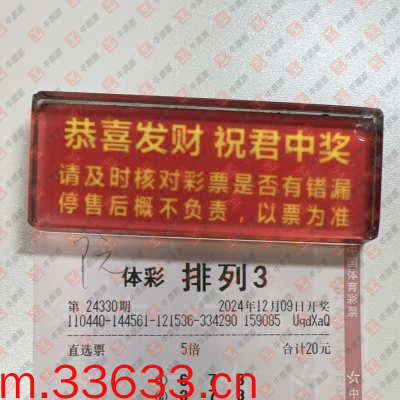 恭喜发财 祝君中奖
请及时核对彩票是否有错漏
停售后概不负责,以票为准
体彩 排列3
第 24330期 2024年12月09日开奖
110440-144561-121536-334290 159085 UqdXaQ
直选票 5倍 合计20元
中国体育彩票
m.33633.cn